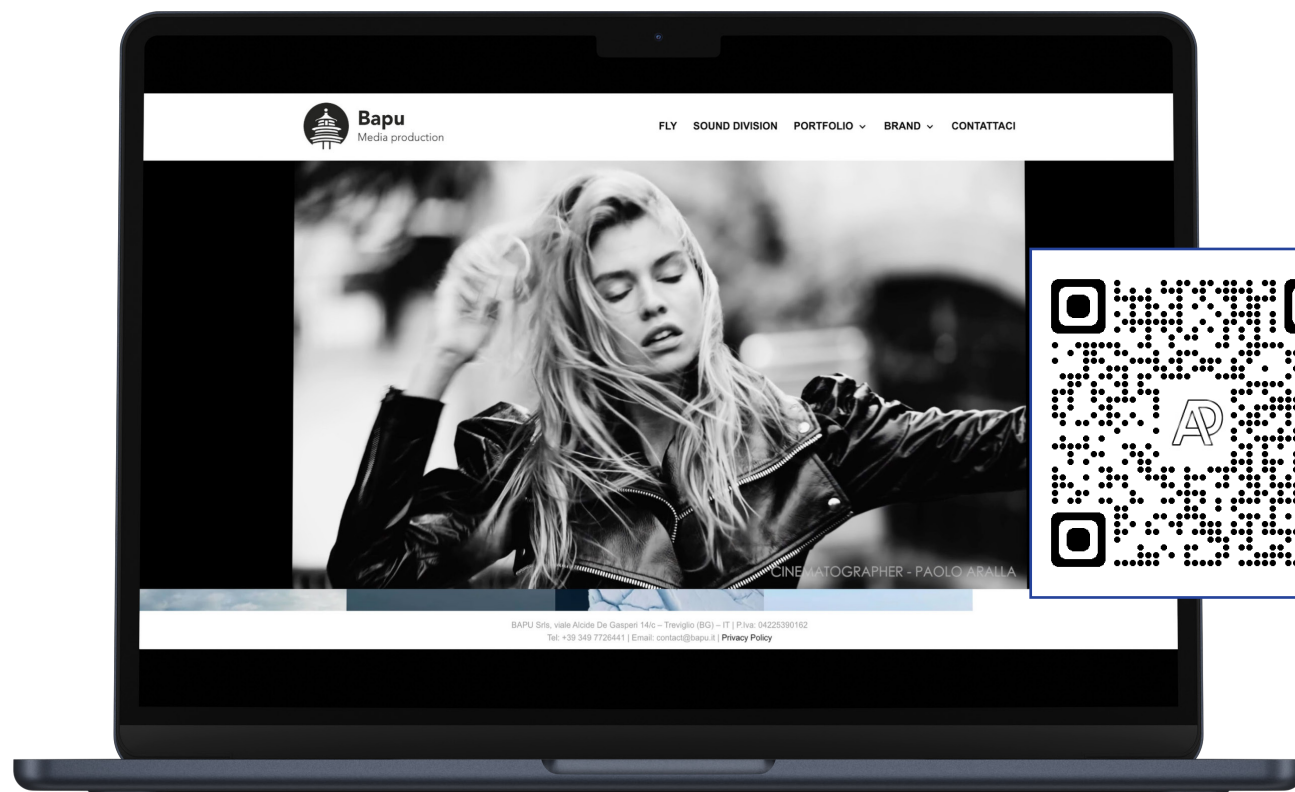 Bapu
Media production
FLY SOUND DIVISION PORTFOLIO BRAND CONTATTACI
CINEMATOGRAPHER - PAOLO ARALLA
AP
BAPU Srls, viale Alcide De Gasperi 14/c – Treviglio (BG) – IT | P.Iva: 04225390162
Tel: +39 349 7726441 | Email: contact@bapu.it | Privacy Policy